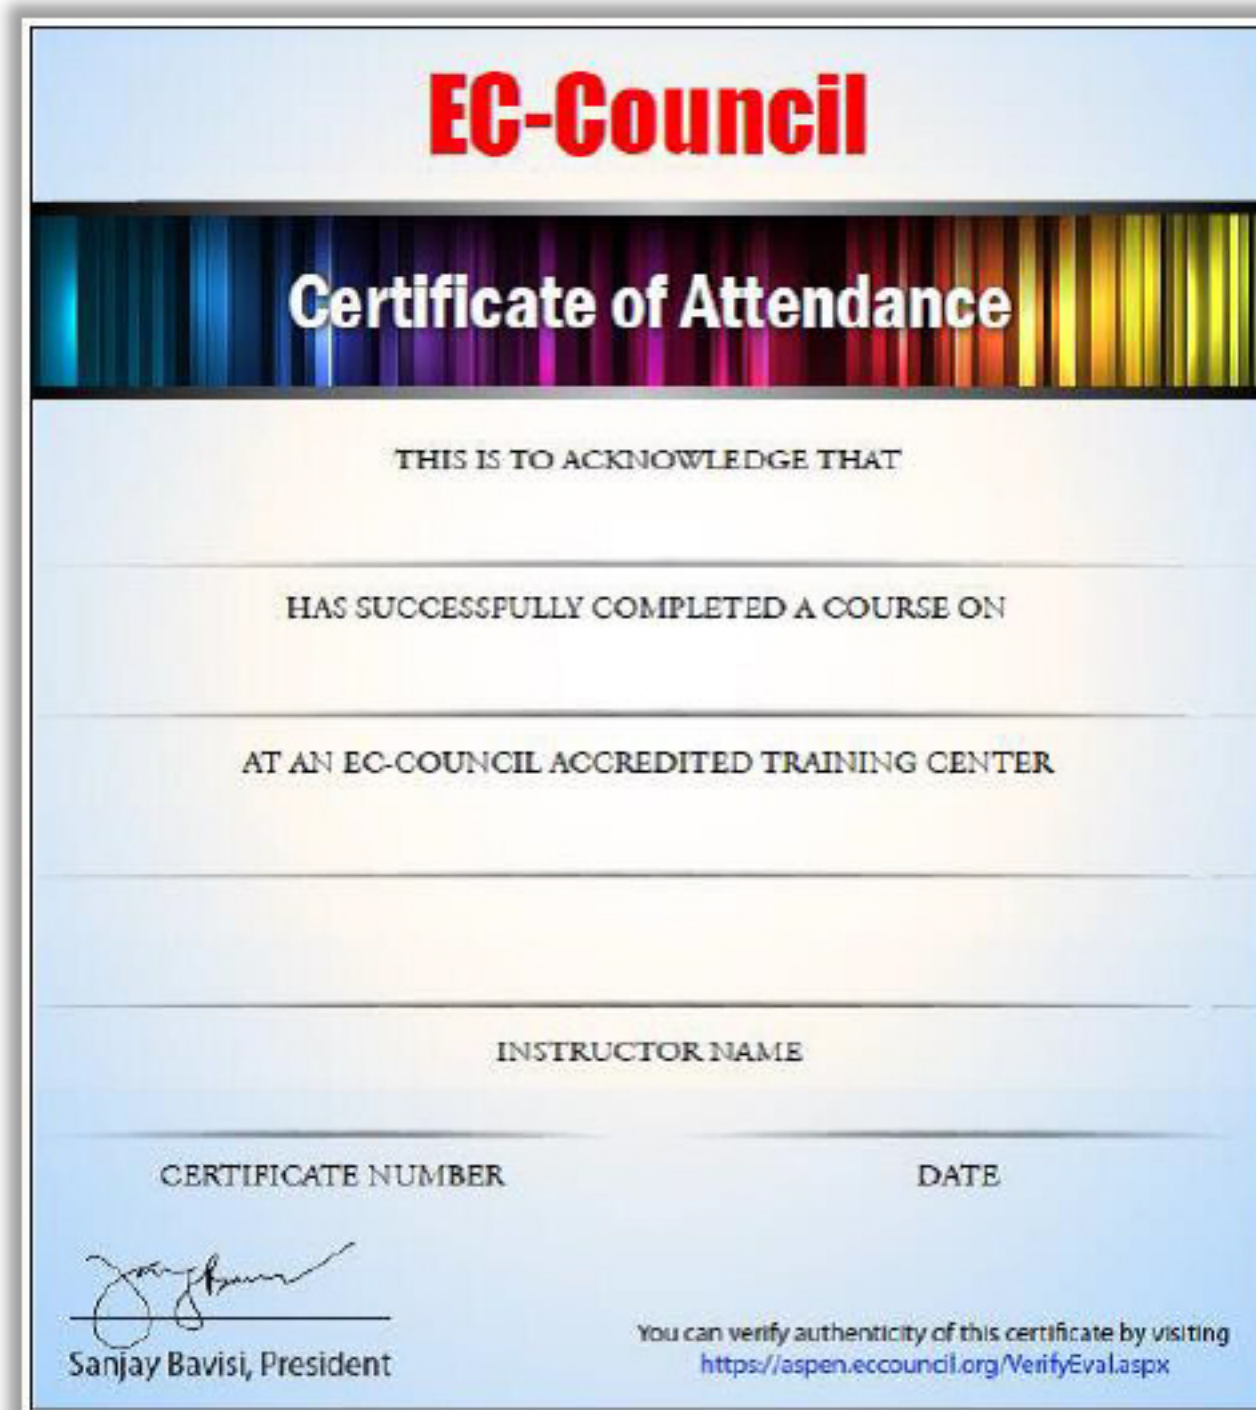 EC-Council
Certificate of Attendance
THIS IS TO ACKNOWLEDGE THAT
HAS SUCCESSFULLY COMPLETED A COURSE ON
AT AN EC-COUNCIL ACCREDITED TRAINING CENTER
INSTRUCTOR NAME
CERTIFICATE NUMBER
DATE
Sanjay Bavisi, President
You can verify authenticity of this certificate by visiting
https://aspen.eccouncil.org/VerifyEval.aspx